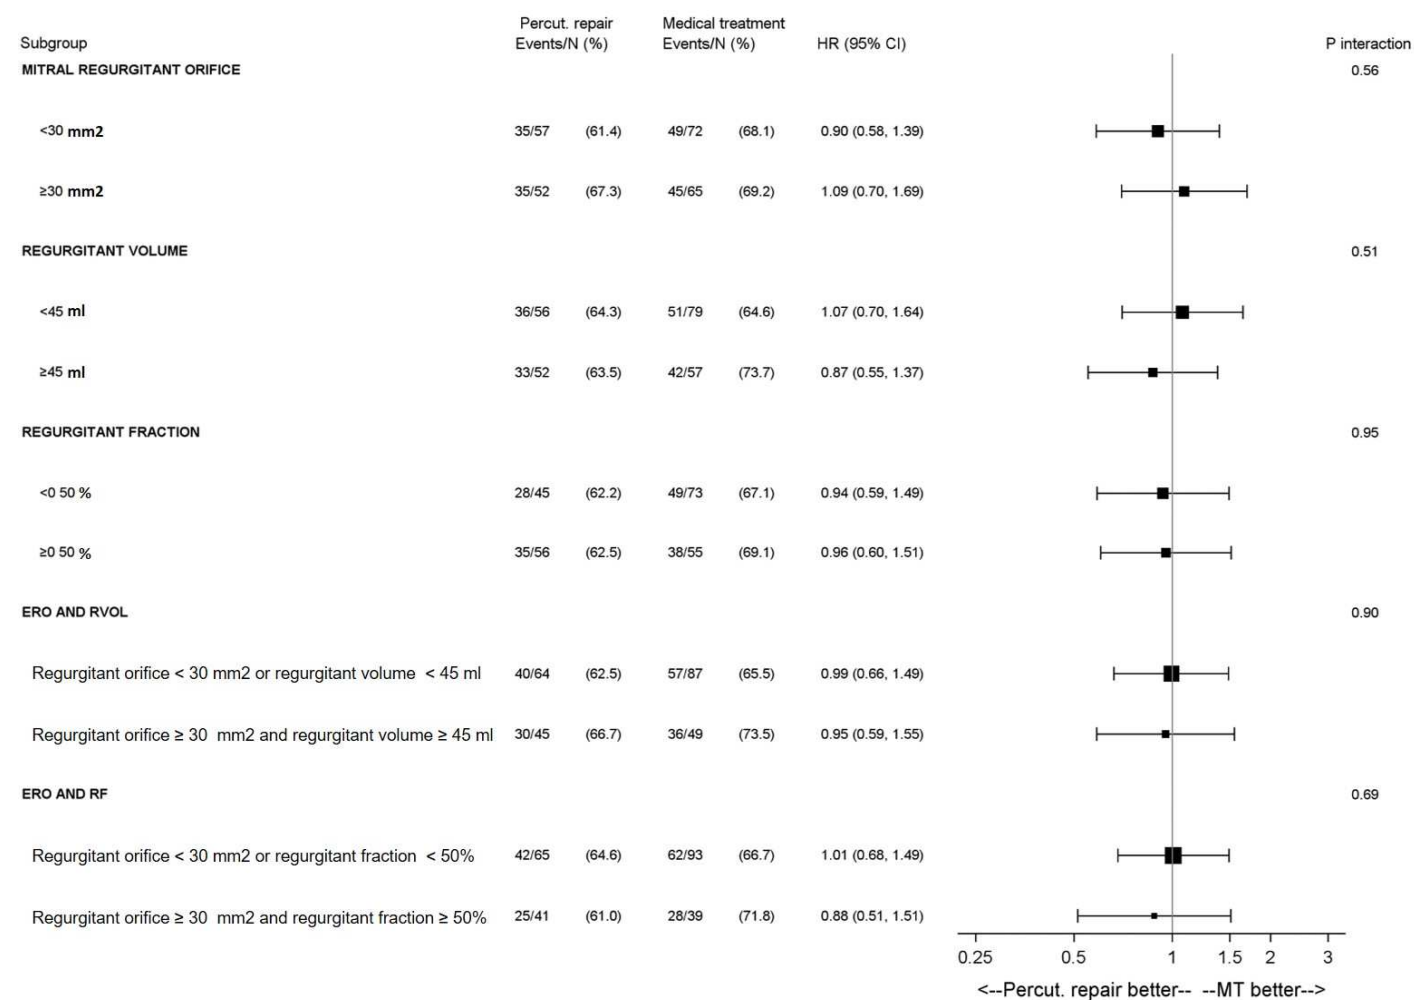 Percut. repair Medical treatment
Subgroup Events/N (%) Events/N (%) HR (95% CI) P interaction
MITRAL REGURGITANT ORIFICE 0.56
<30 mm2 35/57 (61.4) 49/72 (68.1) 0.90 (0.58, 1.39)
≥30 mm2 35/52 (67.3) 45/65 (69.2) 1.09 (0.70, 1.69)
REGURGITANT VOLUME 0.51
<45 ml 36/56 (64.3) 51/79 (64.6) 1.07 (0.70, 1.64)
≥45 ml 33/52 (63.5) 42/57 (73.7) 0.87 (0.55, 1.37)
REGURGITANT FRACTION 0.95
<0 50 % 28/45 (62.2) 49/73 (67.1) 0.94 (0.59, 1.49)
≥0 50 % 35/56 (62.5) 38/55 (69.1) 0.96 (0.60, 1.51)
ERO AND RVOL 0.90
Regurgitant orifice < 30 mm2 or regurgitant volume < 45 ml 40/64 (62.5) 57/87 (65.5) 0.99 (0.66, 1.49)
Regurgitant orifice ≥ 30 mm2 and regurgitant volume ≥ 45 ml 30/45 (66.7) 36/49 (73.5) 0.95 (0.59, 1.55)
ERO AND RF 0.69
Regurgitant orifice < 30 mm2 or regurgitant fraction < 50% 42/65 (64.6) 62/93 (66.7) 1.01 (0.68, 1.49)
Regurgitant orifice ≥ 30 mm2 and regurgitant fraction ≥ 50% 25/41 (61.0) 28/39 (71.8) 0.88 (0.51, 1.51)
0.25 0.5 1 1.5 2 3
<--Percut. repair better-- --MT better-->